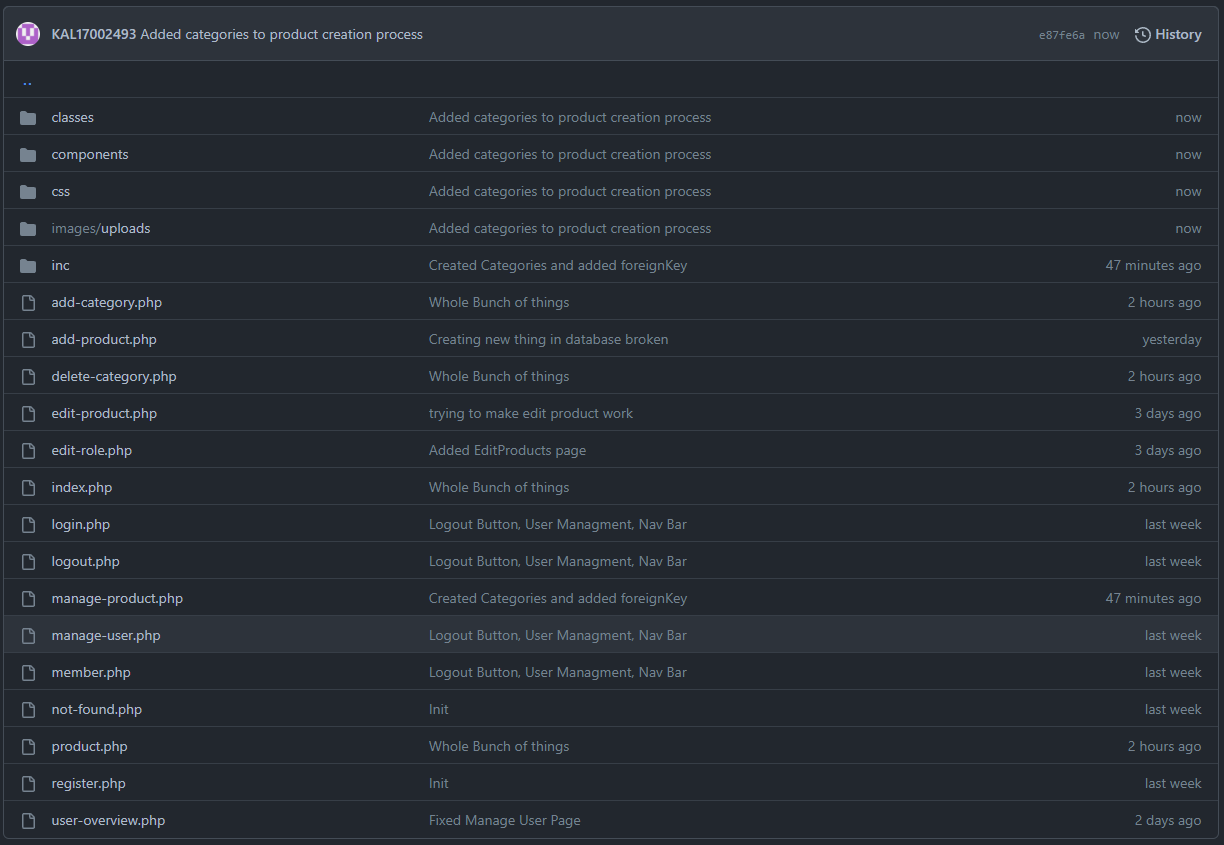 KAL17002493 Added categories to product creation process e87fe6a now History
..
classes Added categories to product creation process now
components Added categories to product creation process now
css Added categories to product creation process now
images/uploads Added categories to product creation process now
inc Created Categories and added foreignKey 47 minutes ago
add-category.php Whole Bunch of things 2 hours ago
add-product.php Creating new thing in database broken yesterday
delete-category.php Whole Bunch of things 2 hours ago
edit-product.php trying to make edit product work 3 days ago
edit-role.php Added EditProducts page 3 days ago
index.php Whole Bunch of things 2 hours ago
login.php Logout Button, User Managment, Nav Bar last week
logout.php Logout Button, User Managment, Nav Bar last week
manage-product.php Created Categories and added foreignKey 47 minutes ago
manage-user.php Logout Button, User Managment, Nav Bar last week
member.php Logout Button, User Managment, Nav Bar last week
not-found.php Init last week
product.php Whole Bunch of things 2 hours ago
register.php Init last week
user-overview.php Fixed Manage User Page 2 days ago